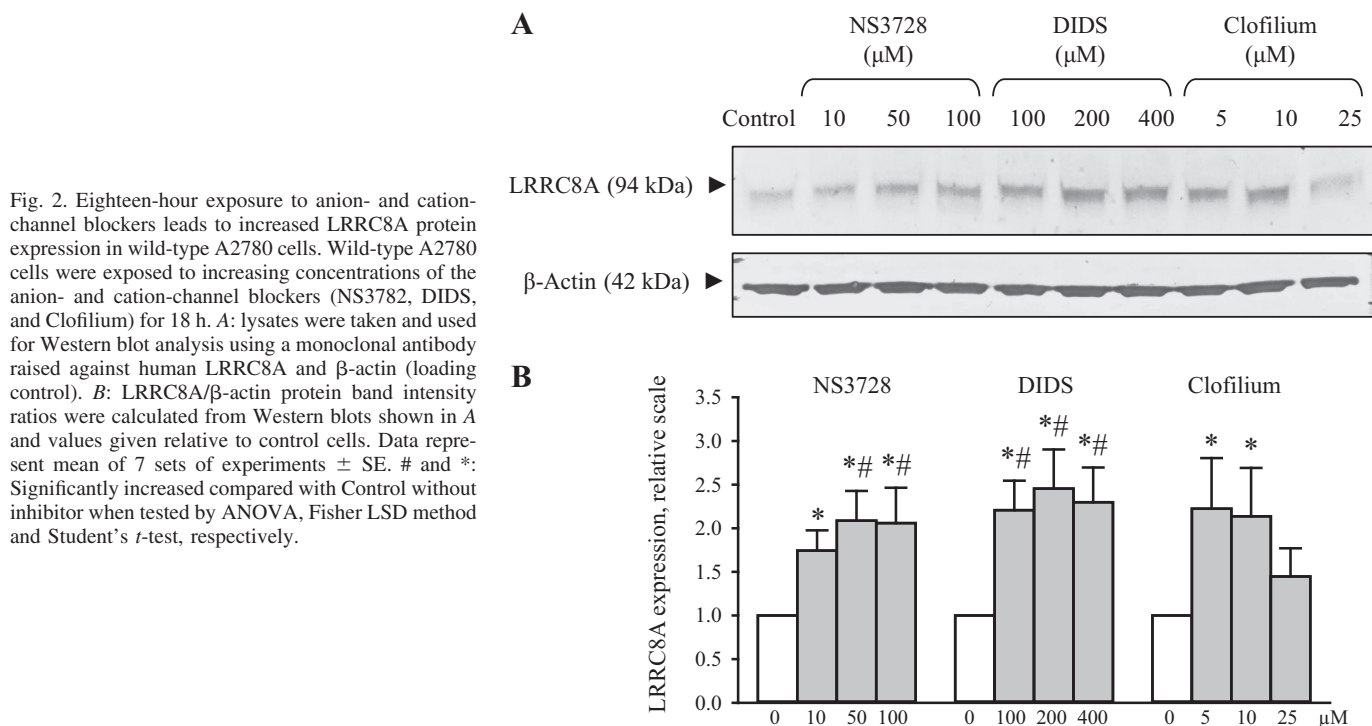 Fig. 2. Eighteen-hour exposure to anion- and cation-
channel blockers leads to increased LRRC8A protein
expression in wild-type A2780 cells. Wild-type A2780
cells were exposed to increasing concentrations of the
anion- and cation-channel blockers (NS3782, DIDS,
and Clofilium) for 18 h. A: lysates were taken and used
for Western blot analysis using a monoclonal antibody
raised against human LRRC8A and β-actin (loading
control). B: LRRC8A/β-actin protein band intensity
ratios were calculated from Western blots shown in A
and values given relative to control cells. Data repre-
sent mean of 7 sets of experiments ± SE. # and *:
Significantly increased compared with Control without
inhibitor when tested by ANOVA, Fisher LSD method
and Student's t-test, respectively.
A
NS3728 DIDS Clofilium
(μM) (μM) (μM)
Control 10 50 100 100 200 400 5 10 25
LRRC8A (94 kDa)
β-Actin (42 kDa)
B
NS3728 DIDS Clofilium
LRRC8A expression, relative scale
3.5
3.0
2.5
2.0
1.5
1.0
0.5
0.0
* *# *# *# *# *# * *
0 10 50 100 0 100 200 400 0 5 10 25 μM